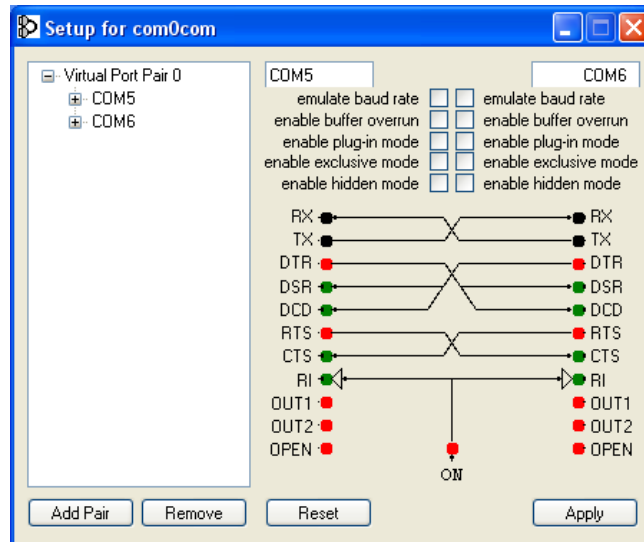 Setup for com0com
Virtual Port Pair 0
COM5
COM6
COM5 COM6
emulate baud rate emulate baud rate
enable buffer overrun enable buffer overrun
enable plug-in mode enable plug-in mode
enable exclusive mode enable exclusive mode
enable hidden mode enable hidden mode
RX RX
TX TX
DTR DTR
DSR DSR
DCD DCD
RTS RTS
CTS CTS
RI RI
OUT1 OUT1
OUT2 OUT2
OPEN OPEN
ON
Add Pair Remove Reset Apply